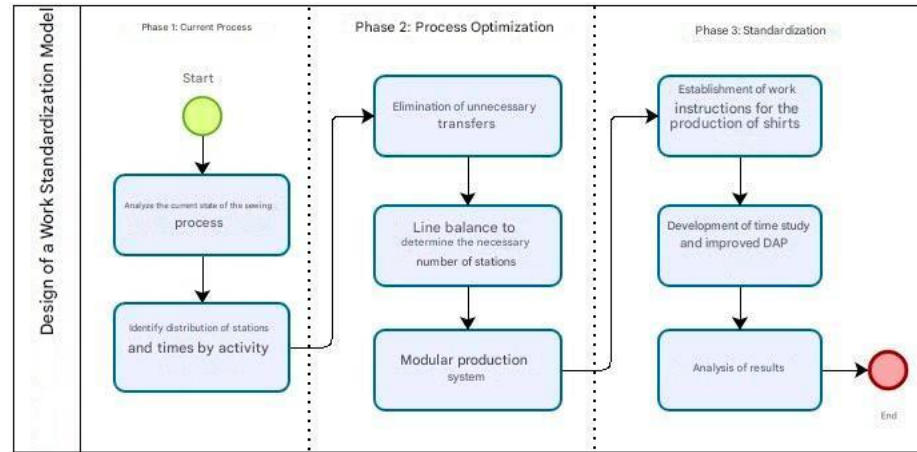 Design of a Work Standardization Model
Phase 1: Current Process
Start
Analyze the current state of the sewing
process
Identify distribution of stations
and times by activity
Phase 2: Process Optimization
Elimination of unnecessary
transfers
Line balance to
determine the necessary
number of stations
Modular production
system
Phase 3: Standardization
Establishment of work
instructions for the
production of shirts
Development of time study
and improved DAP
Analysis of results
End